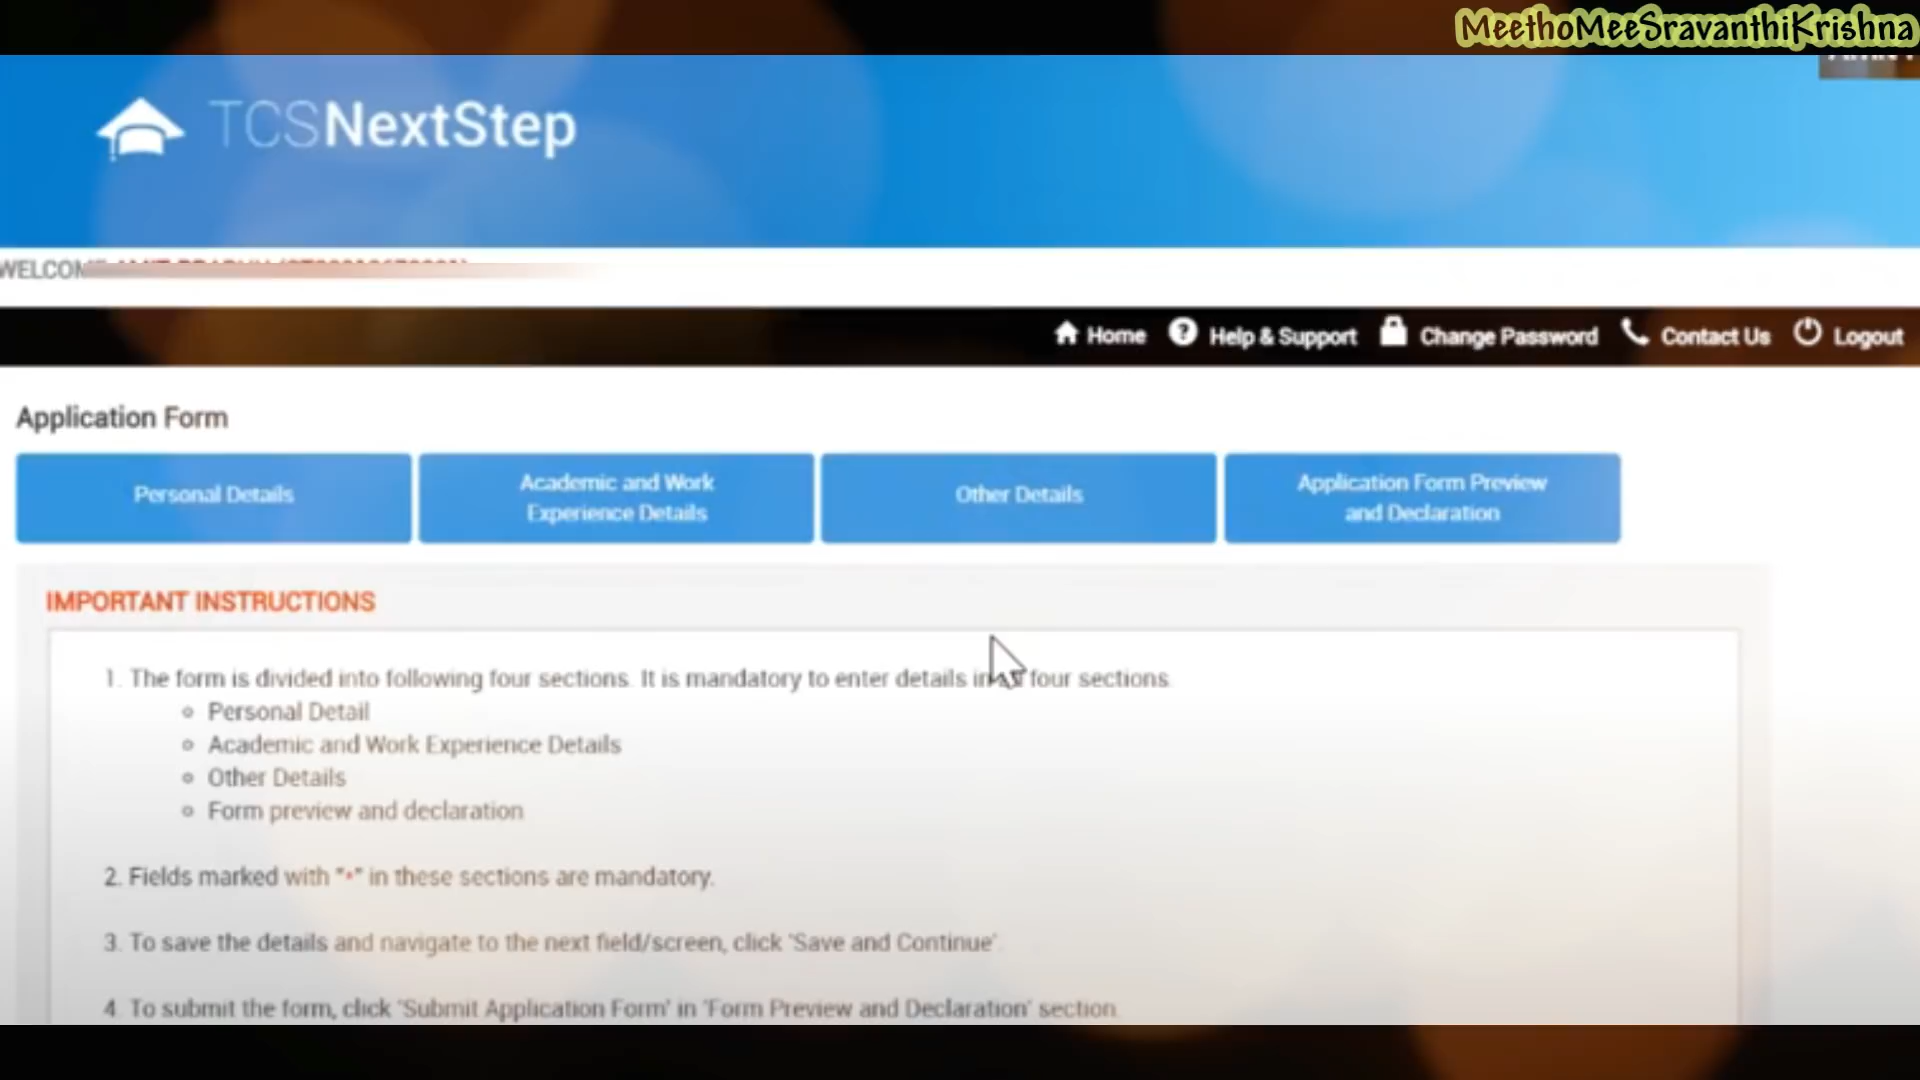 MeethoMeeSravanthiKrishna
TCSNextStep
WELCOM
Home Help & Support Change Password Contact Us Logout
Application Form
Personal Details
Academic and Work
Experience Details
Other Details
Application Form Preview
and Declaration
IMPORTANT INSTRUCTIONS
1. The form is divided into following four sections. It is mandatory to enter details in four sections.
Personal Detail
Academic and Work Experience Details
Other Details
Form preview and declaration
2. Fields marked with "*" in these sections are mandatory.
3. To save the details and navigate to the next field/screen, click 'Save and Continue'.
4. To submit the form, click 'Submit Application Form' in 'Form Preview and Declaration' section.